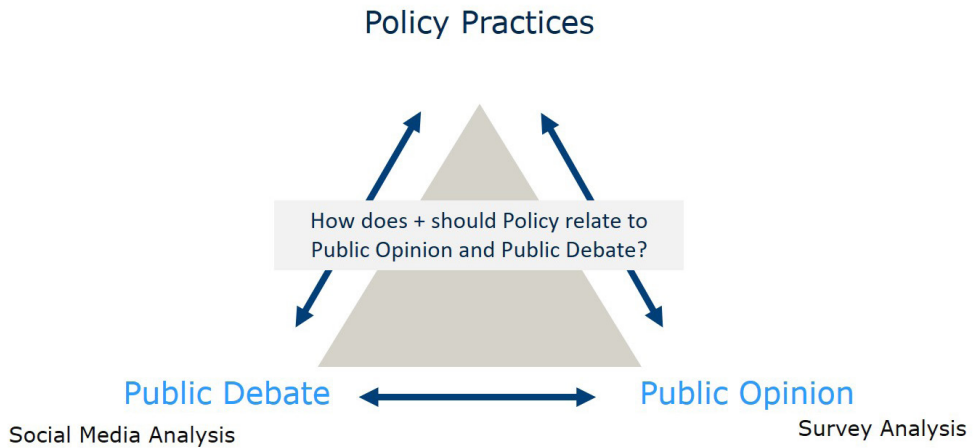 Policy Practices
How does + should Policy relate to
Public Opinion and Public Debate?
Public Debate
Public Opinion
Social Media Analysis
Survey Analysis